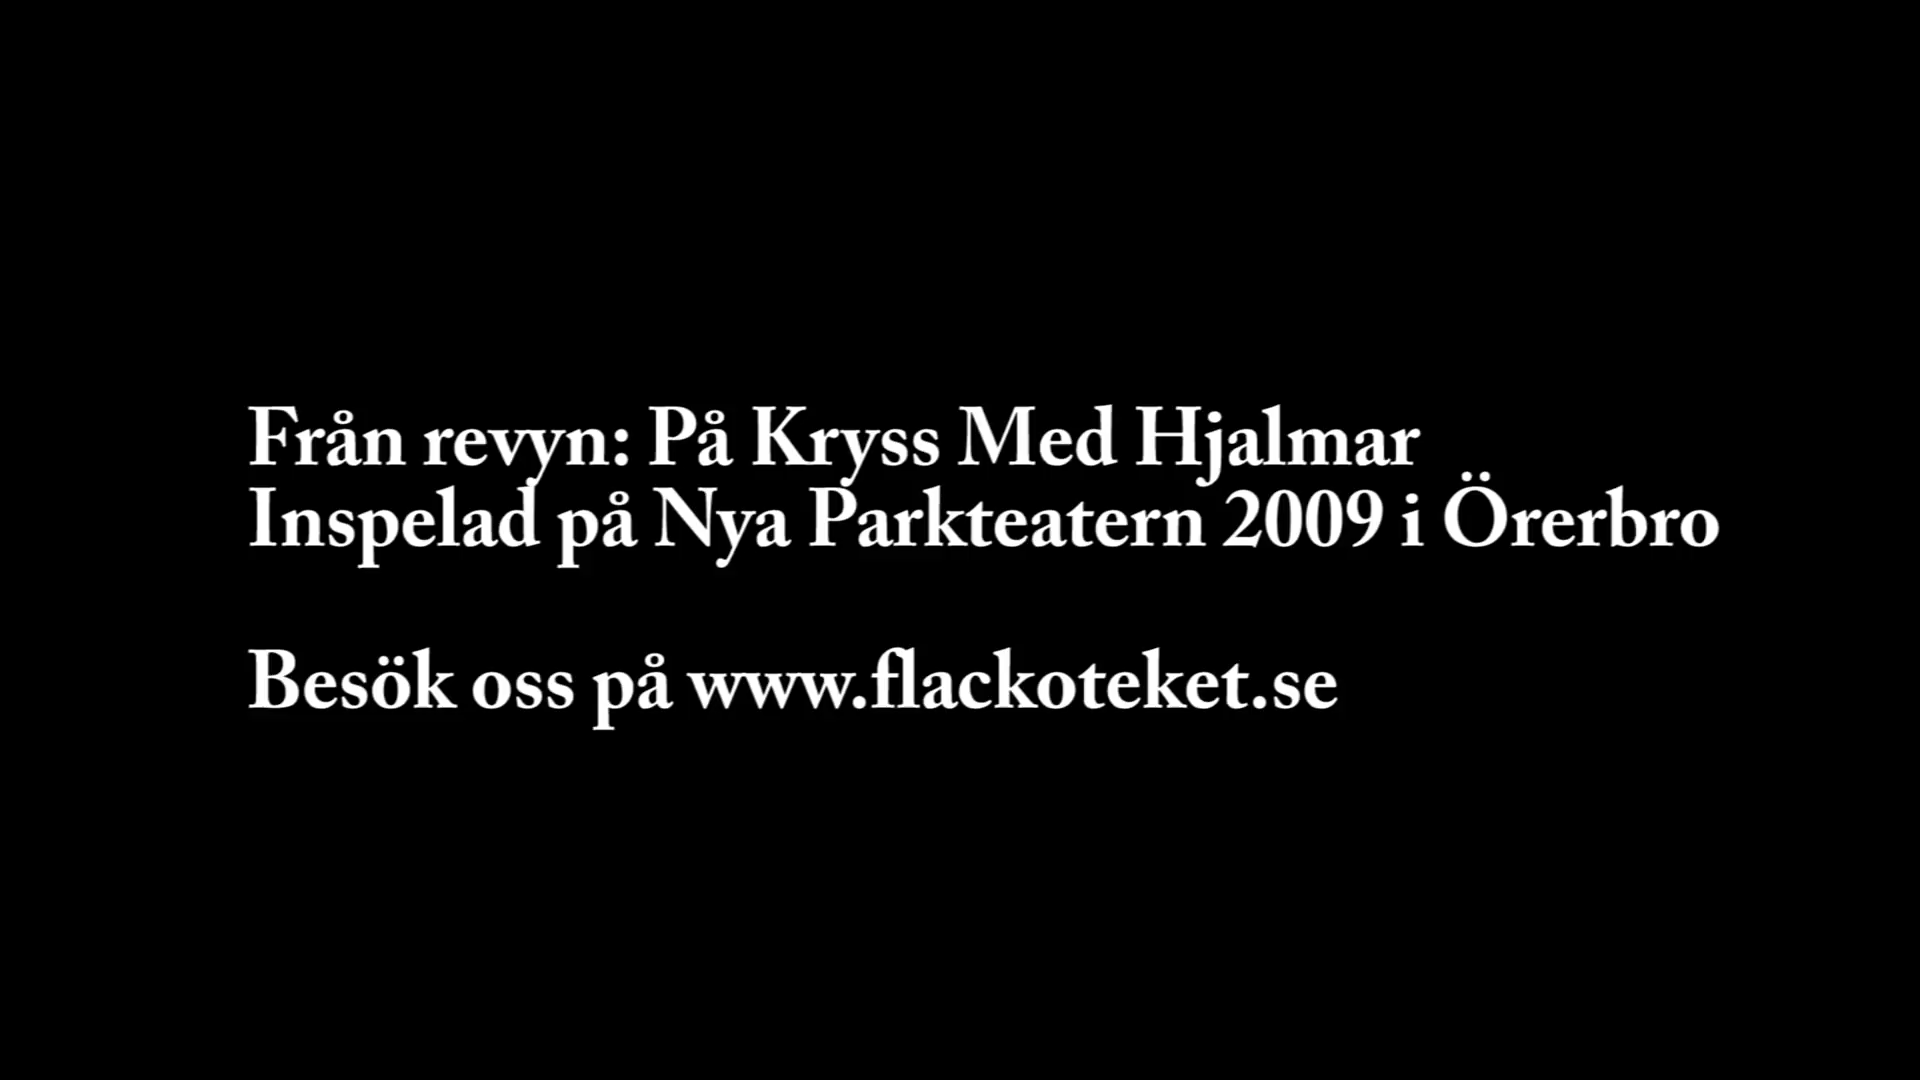 Från revyn: På Kryss Med Hjalmar
Inspelad på Nya Parkteatern 2009 i Örerbro
Besök oss på www.flackoteket.se